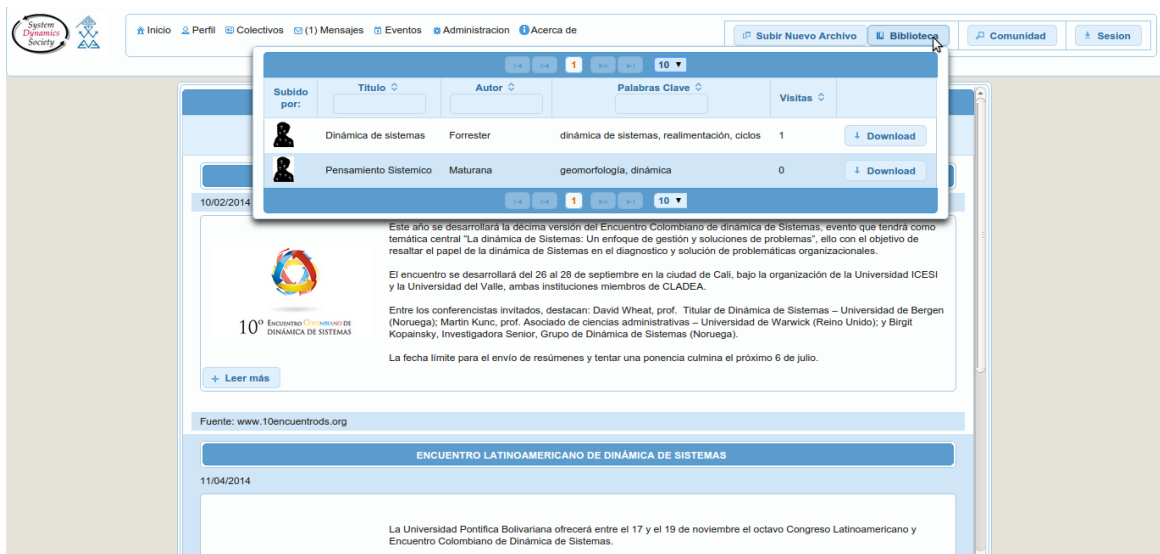 System
Dynamics
Society
Inicio Perfil Colectivos (1) Mensajes Eventos Administracion Acerca de
Subir Nuevo Archivo Biblioteca Comunidad Sesion
1 10
Subido por: Titulo Autor Palabras Clave Visitas
Dinámica de sistemas Forrester dinámica de sistemas, realimentación, ciclos 1 Download
Pensamiento Sistemico Maturana geomorfología, dinámica 0 Download
1 10
10/02/2014
Este año se desarrollará la décima versión del Encuentro Colombiano de dinámica de Sistemas, evento que tendrá como
temática central "La dinámica de Sistemas: Un enfoque de gestión y soluciones de problemas", ello con el objetivo de
resaltar el papel de la dinámica de Sistemas en el diagnostico y solución de problemáticas organizacionales.
El encuentro se desarrollará del 26 al 28 de septiembre en la ciudad de Cali, bajo la organización de la Universidad ICESI
y la Universidad del Valle, ambas instituciones miembros de CLADEA.
Entre los conferencistas invitados, destacan: David Wheat, prof. Titular de Dinámica de Sistemas – Universidad de Bergen
(Noruega); Martin Kunc, prof. Asociado de ciencias administrativas – Universidad de Warwick (Reino Unido); y Birgit
Kopainsky, Investigadora Senior, Grupo de Dinámica de Sistemas (Noruega).
La fecha límite para el envío de resúmenes y tentar una ponencia culmina el próximo 6 de julio.
10º ENCUENTRO COLOMBIANO DE
DINÁMICA DE SISTEMAS
+ Leer más
Fuente: www.10encuentrods.org
ENCUENTRO LATINOAMERICANO DE DINÁMICA DE SISTEMAS
11/04/2014
La Universidad Pontifica Bolivariana ofrecerá entre el 17 y el 19 de noviembre el octavo Congreso Latinoamericano y
Encuentro Colombiano de Dinámica de Sistemas.